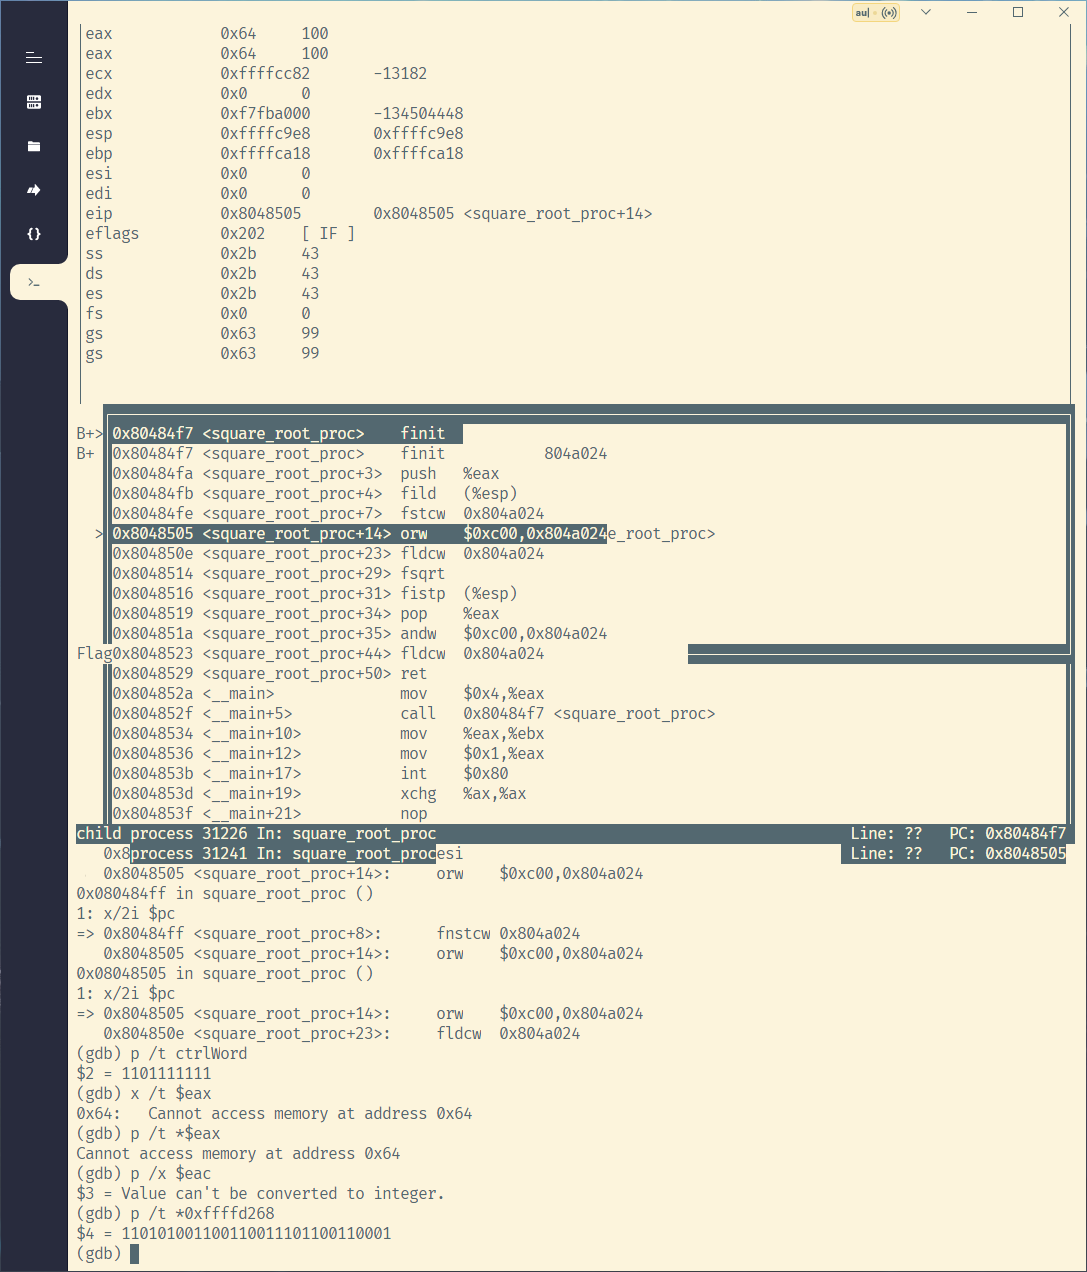 au|
eax 0x64 100
eax 0x64 100
ecx 0xffffcc82 -13182
edx 0x0 0
ebx 0xf7fba000 -134504448
esp 0xffffc9e8 0xffffc9e8
ebp 0xffffca18 0xffffca18
esi 0x0 0
edi 0x0 0
eip 0x8048505 0x8048505 <square_root_proc+14>
eflags 0x202 [ IF ]
ss 0x2b 43
ds 0x2b 43
es 0x2b 43
fs 0x0 0
gs 0x63 99
gs 0x63 99
B+> 0x80484f7 <square_root_proc> finit
B+ 0x80484f7 <square_root_proc> finit 804a024
0x80484fa <square_root_proc+3> push %eax
0x80484fb <square_root_proc+4> fild (%esp)
0x80484fe <square_root_proc+7> fstcw 0x804a024
> 0x8048505 <square_root_proc+14> orw $0xc00,0x804a024e_root_proc>
0x804850e <square_root_proc+23> fldcw 0x804a024
0x8048514 <square_root_proc+29> fsqrt
0x8048516 <square_root_proc+31> fistp (%esp)
0x8048519 <square_root_proc+34> pop %eax
0x804851a <square_root_proc+35> andw $0xc00,0x804a024
Flag0x8048523 <square_root_proc+44> fldcw 0x804a024
0x8048529 <square_root_proc+50> ret
0x804852a <__main> mov $0x4,%eax
0x804852f <__main+5> call 0x80484f7 <square_root_proc>
0x8048534 <__main+10> mov %eax,%ebx
0x8048536 <__main+12> mov $0x1,%eax
0x804853b <__main+17> int $0x80
0x804853d <__main+19> xchg %ax,%ax
0x804853f <__main+21> nop
child process 31226 In: square_root_proc Line: ?? PC: 0x80484f7
0x8process 31241 In: square_root_procesi Line: ?? PC: 0x8048505
0x8048505 <square_root_proc+14>: orw $0xc00,0x804a024
0x080484ff in square_root_proc ()
1: x/2i $pc
=> 0x80484ff <square_root_proc+8>: fnstcw 0x804a024
0x8048505 <square_root_proc+14>: orw $0xc00,0x804a024
0x08048505 in square_root_proc ()
1: x/2i $pc
=> 0x8048505 <square_root_proc+14>: orw $0xc00,0x804a024
0x804850e <square_root_proc+23>: fldcw 0x804a024
(gdb) p /t ctrlWord
$2 = 1101111111
(gdb) x /t $eax
0x64: Cannot access memory at address 0x64
(gdb) p /t *$eax
Cannot access memory at address 0x64
(gdb) p /x $eac
$3 = Value can't be converted to integer.
(gdb) p /t *0xffffd268
$4 = 110101001100110011101100110001
(gdb)